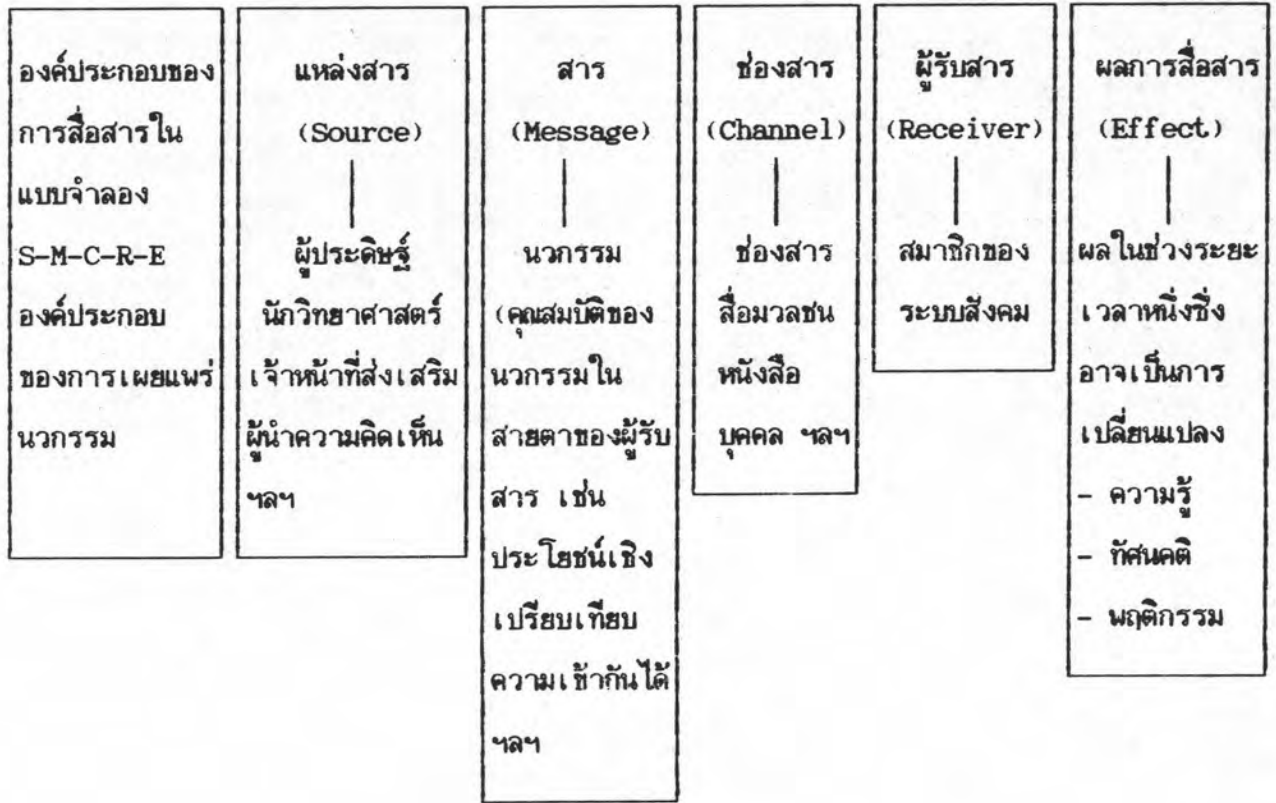 องค์ประกอบของ
การสื่อสารใน
แบบจำลอง
S-M-C-R-E
องค์ประกอบ
ของการเผยแพร่
นวกรรม
แหล่งสาร
(Source)
ผู้ประดิษฐ์
นักวิทยาศาสตร์
เจ้าหน้าที่ส่งเสริม
ผู้นำความคิดเห็น
ฯลฯ
สาร
(Message)
นวกรรม
(คุณสมบัติของ
นวกรรมใน
สายตาของผู้รับ
สาร เช่น
ประโยชน์เชิง
เปรียบเทียบ
ความเข้ากันได้
ฯลฯ
ช่องสาร
(Channel)
ช่องสาร
สื่อมวลชน
หนังสือ
บุคคล ฯลฯ
ผู้รับสาร
(Receiver)
สมาชิกของ
ระบบสังคม
ผลการสื่อสาร
(Effect)
ผลในช่วงระยะ
เวลาหนึ่งซึ่ง
อาจเป็นการ
เปลี่ยนแปลง
- ความรู้
- ทัศนคติ
- พฤติกรรม